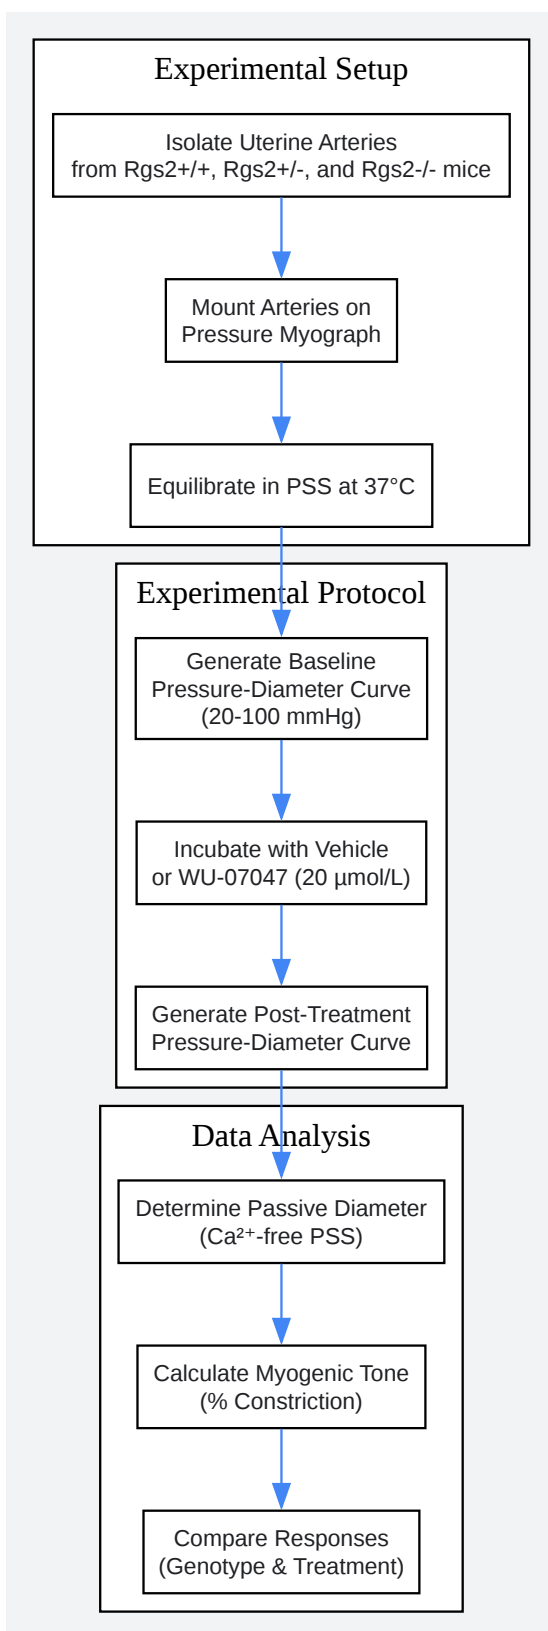 Experimental Setup
Isolate Uterine Arteries
from Rgs2+/+, Rgs2+/-, and Rgs2-/- mice
Mount Arteries on
Pressure Myograph
Equilibrate in PSS at 37°C
Experimental Protocol
Generate Baseline
Pressure-Diameter Curve
(20-100 mmHg)
Incubate with Vehicle
or WU-07047 (20 µmol/L)
Generate Post-Treatment
Pressure-Diameter Curve
Data Analysis
Determine Passive Diameter
(Ca²⁺-free PSS)
Calculate Myogenic Tone
(% Constriction)
Compare Responses
(Genotype & Treatment)